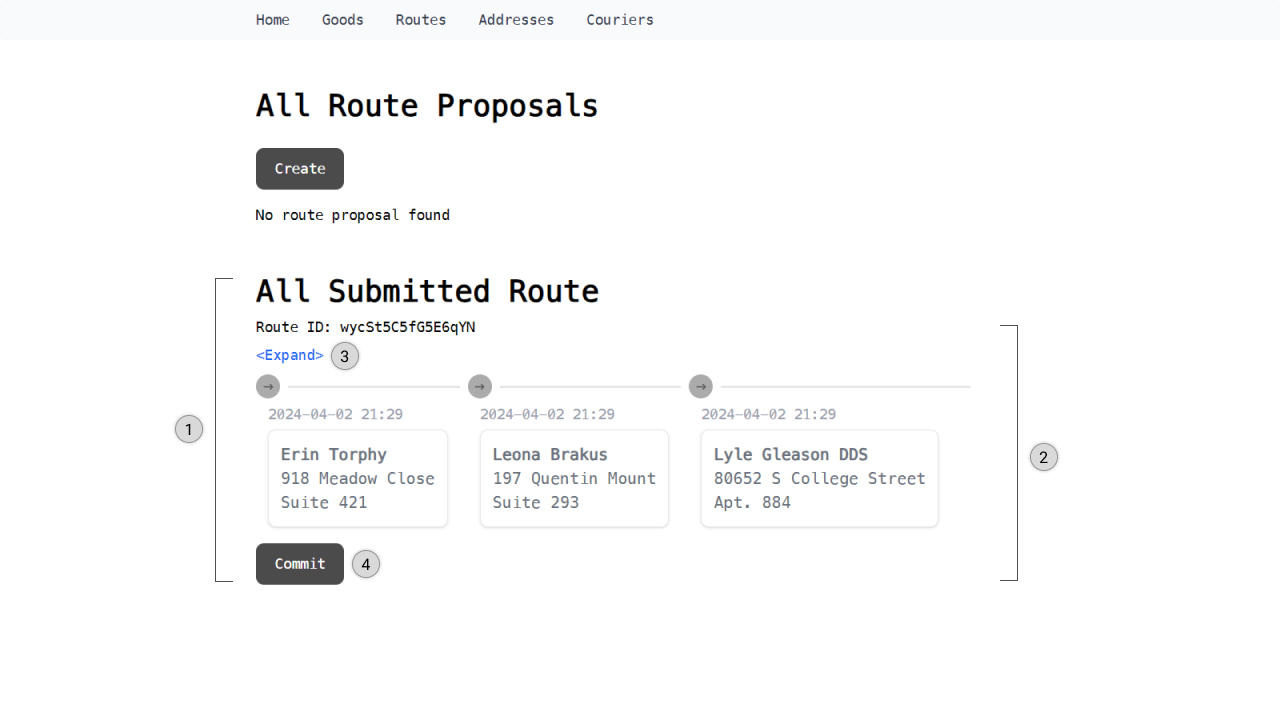 Home Goods Routes Addresses Couriers
All Route Proposals
Create
No route proposal found
All Submitted Route
Route ID: wycSt5C5fG5E6qYN
<Expand> 3
→ → →
2024-04-02 21:29 2024-04-02 21:29 2024-04-02 21:29
1
Erin Torphy
918 Meadow Close
Suite 421
Leona Brakus
197 Quentin Mount
Suite 293
Lyle Gleason DDS
80652 S College Street
Apt. 884
2
Commit 4